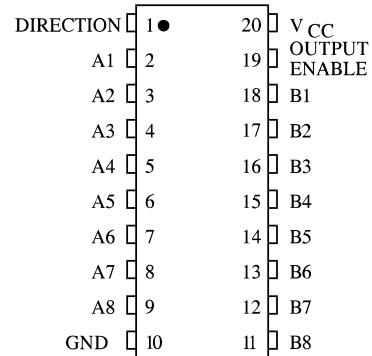 DIRECTION 1 20 V CC
A1 2 19 OUTPUT ENABLE
A2 3 18 B1
A3 4 17 B2
A4 5 16 B3
A5 6 15 B4
A6 7 14 B5
A7 8 13 B6
A8 9 12 B7
GND 10 11 B8